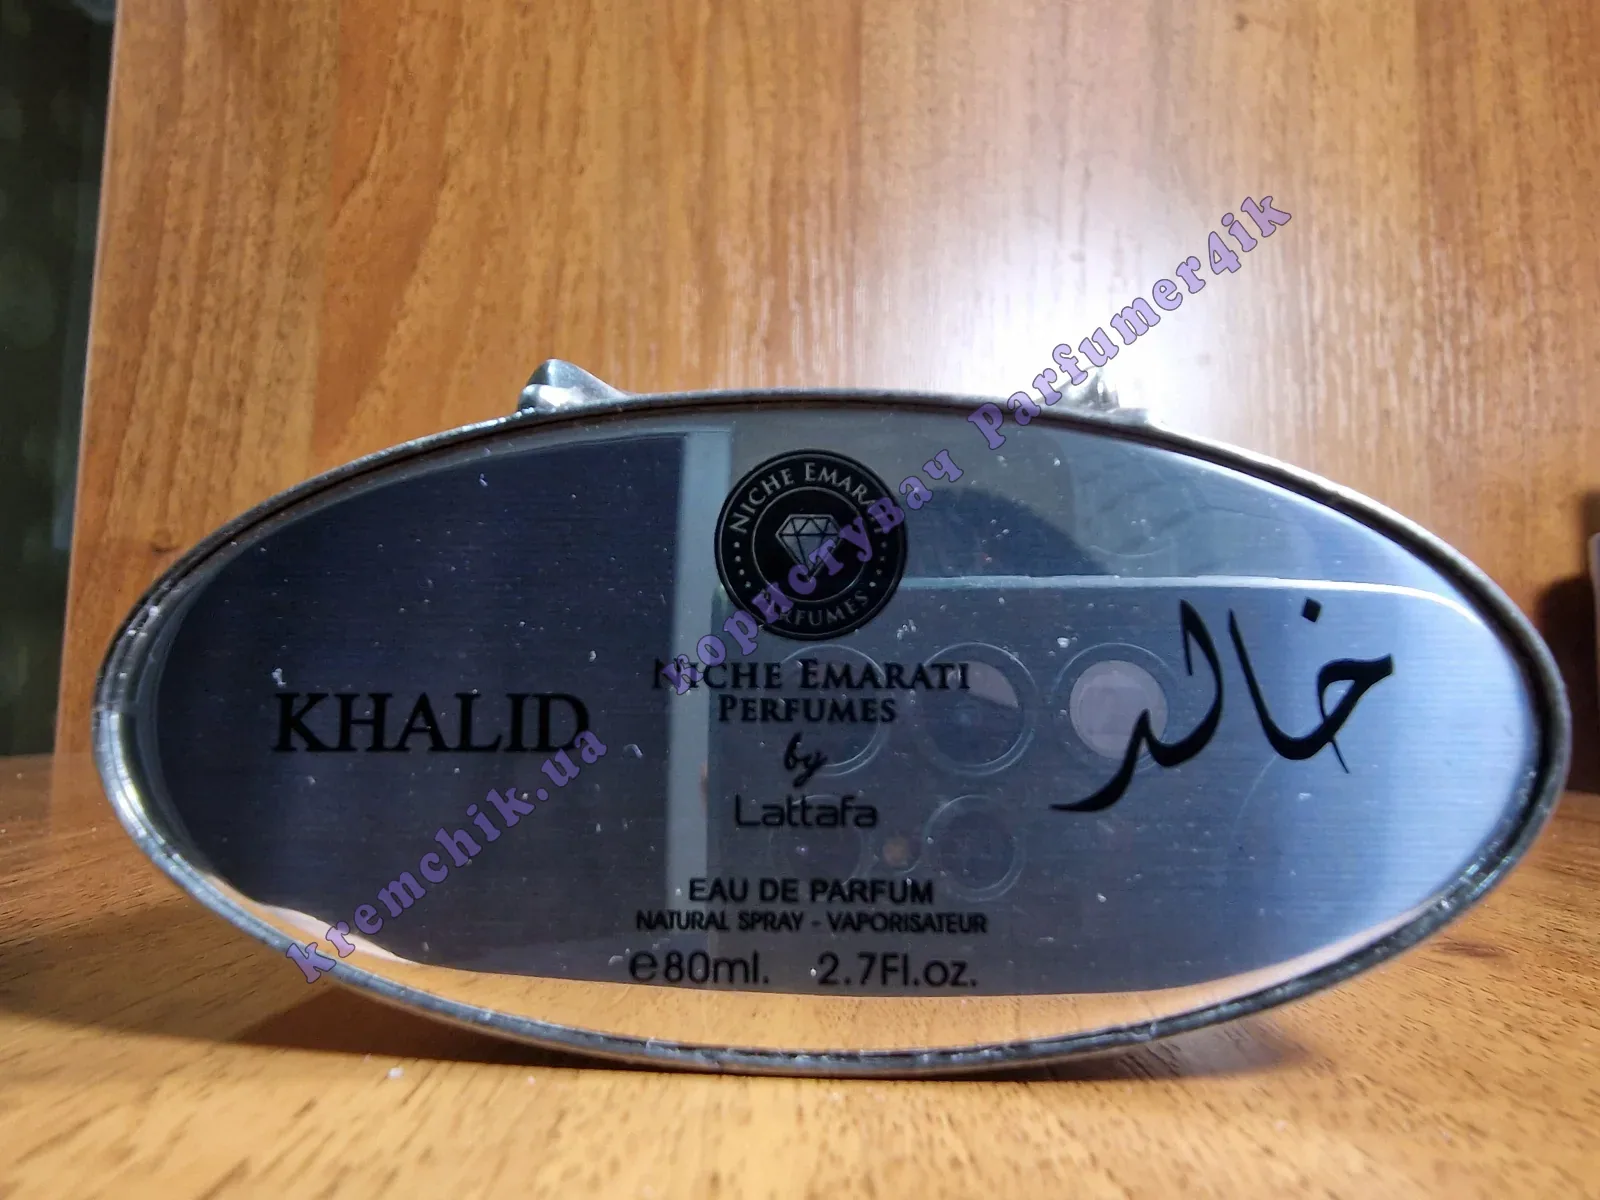 NICHE EMARATI
PERFUMES
KHALID
NICHE EMARATI
PERFUMES
by
Lattafa
خالد
EAU DE PARFUM
NATURAL SPRAY - VAPORISATEUR
e80ml. 2.7Fl.oz.
kremchik.ua користувач Parfumer4ik